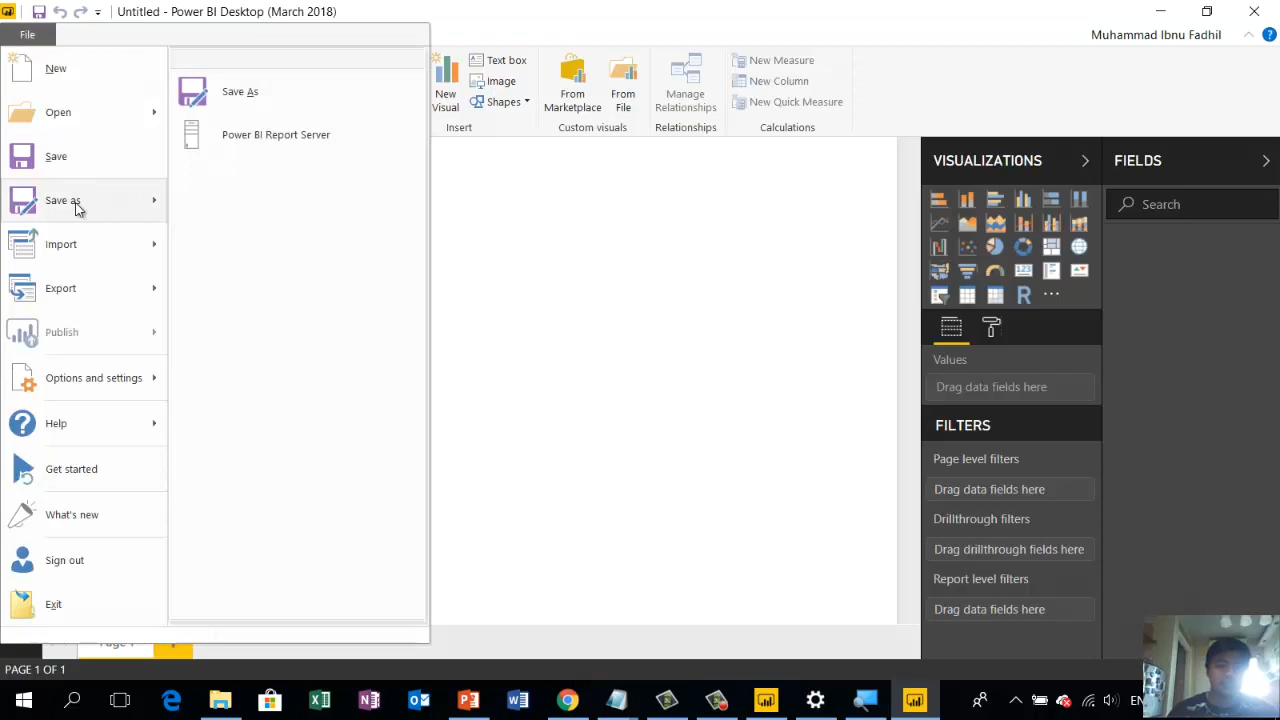 Untitled - Power BI Desktop (March 2018)
File
Muhammad Ibnu Fadhil
New
Open
Save
Save as
Import
Export
Publish
Options and settings
Help
Get started
What's new
Sign out
Exit
Save As
Power BI Report Server
New
Visual
Text box
Image
Shapes
Insert
From
Marketplace
From
File
Custom visuals
Manage
Relationships
Relationships
New Measure
New Column
New Quick Measure
Calculations
VISUALIZATIONS
FIELDS
Search
123
R
Values
Drag data fields here
FILTERS
Page level filters
Drag data fields here
Drillthrough filters
Drag drillthrough fields here
Report level filters
Drag data fields here
PAGE 1 OF 1